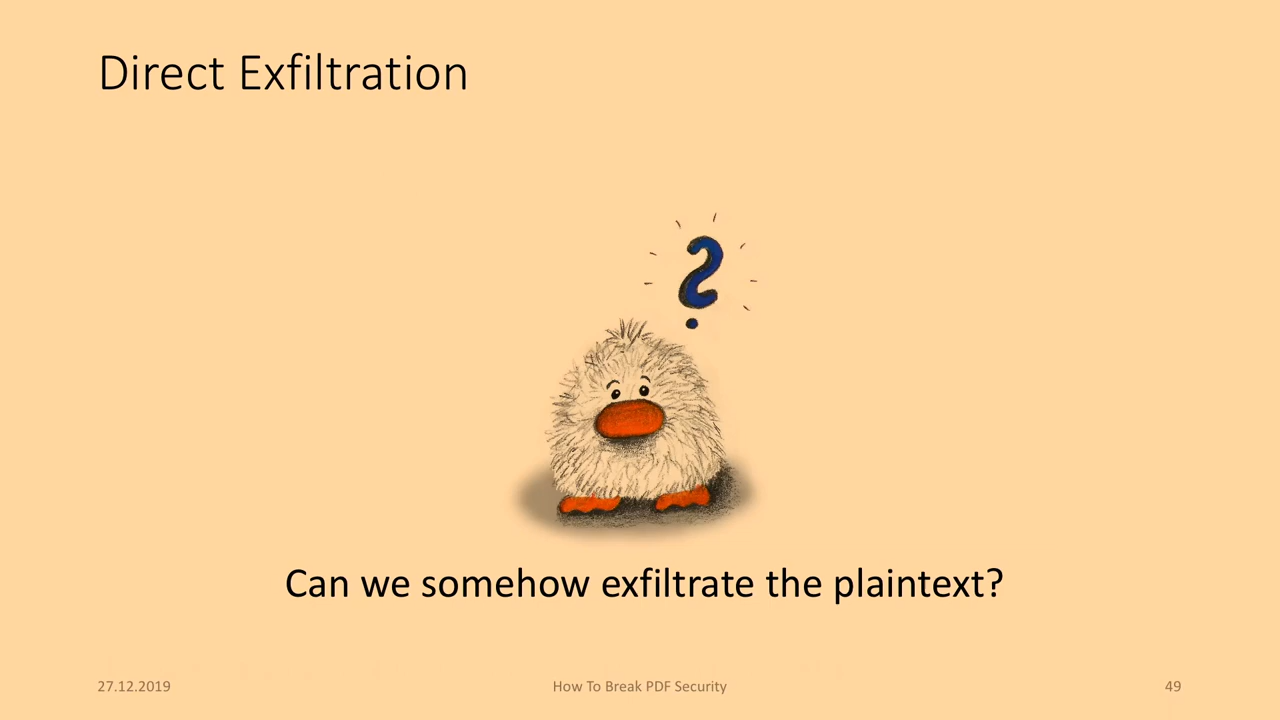 Direct Exfiltration
?
Can we somehow exfiltrate the plaintext?
27.12.2019
How To Break PDF Security
49